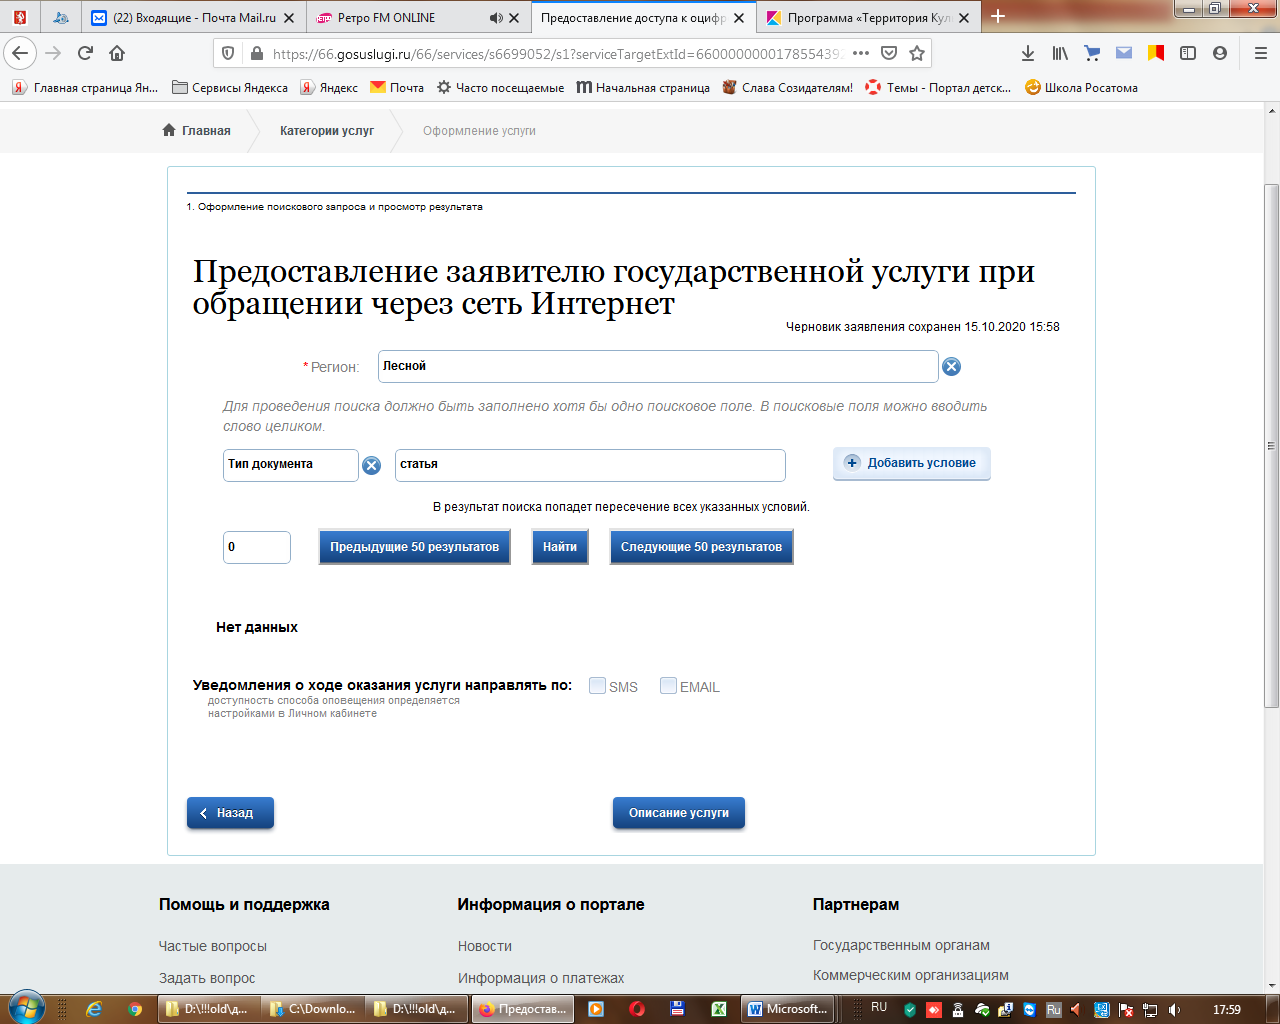 (22) Входящие - Почта Mail.ru
Ретро FM ONLINE
Предоставление доступа к оциф
Программа «Территория Кул
https://66.gosuslugi.ru/66/services/s6699052/s1?serviceTargetExtId=66000000001785543
Главная страница Ян...
Сервисы Яндекса
Яндекс
Почта
Часто посещаемые
Начальная страница
Слава Созидателям!
Темы - Портал детск...
Школа Росатома
Главная
Категории услуг
Оформление услуги
1. Оформление поискового запроса и просмотр результата
Предоставление заявителю государственной услуги при
обращении через сеть Интернет
Черновик заявления сохранен 15.10.2020 15:58
* Регион:
Лесной
Для проведения поиска должно быть заполнено хотя бы одно поисковое поле. В поисковые поля можно вводить
слово целиком.
Тип документа
статья
Добавить условие
В результат поиска попадет пересечение всех указанных условий.
0
Предыдущие 50 результатов
Найти
Следующие 50 результатов
Нет данных
Уведомления о ходе оказания услуги направлять по:
SMS
EMAIL
доступность способа оповещения определяется
настройками в Личном кабинете
Назад
Описание услуги
Помощь и поддержка
Информация о портале
Партнерам
Частые вопросы
Новости
Государственным органам
Задать вопрос
Информация о платежах
Коммерческим организациям
D:\!!!old\д...
C:\Downlo...
D:\!!!old\д...
Предостав...
Microsoft...
RU
Ru
17:59